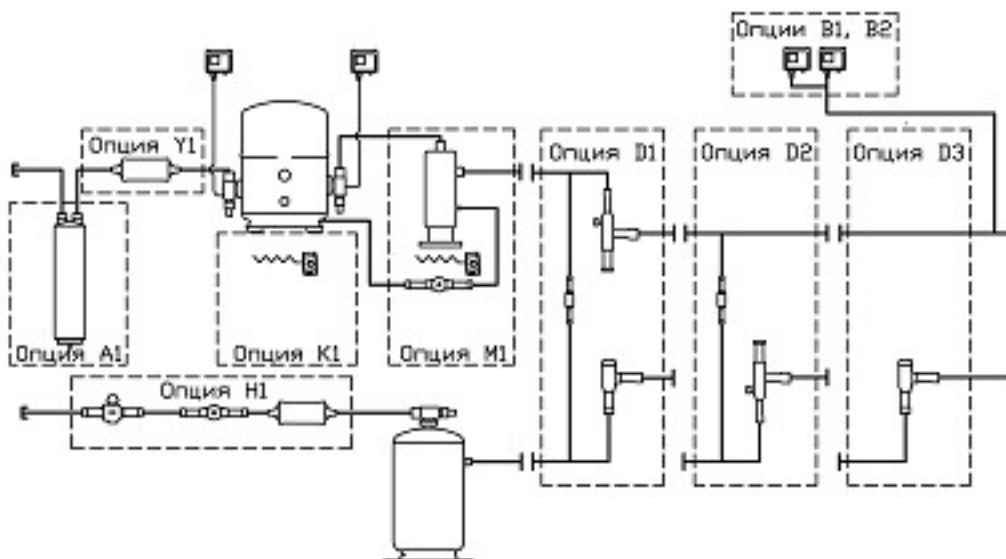 Опции B1, B2
Опция Y1
Опция D1
Опция D2
Опция D3
Опция A1
Опция K1
Опция M1
Опция H1